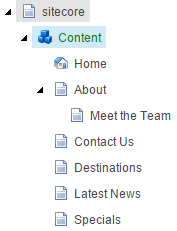 sitecore
Content
Home
About
Meet the Team
Contact Us
Destinations
Latest News
Specials